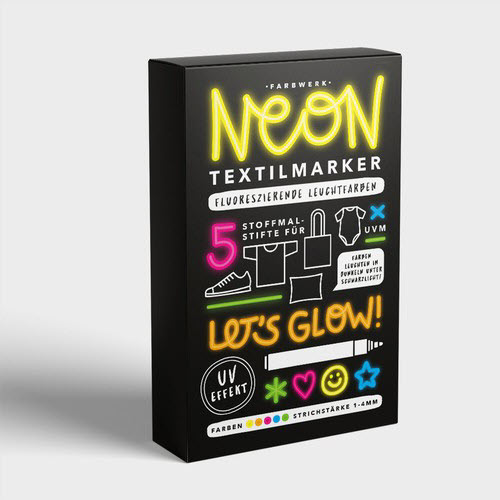 ·FARBWERK·
NEON
TEXTILMARKER
FLUORESZIERENDE LEUCHTFARBEN
5 STOFFMAL-
STIFTE FÜR
UVM
FARBEN
LEUCHTEN IM
DUNKELN UNTER
SCHWARZLICHT!
LET'S GLOW!
UV
EFFEKT
FARBEN STRICHSTÄRKE 1-4MM